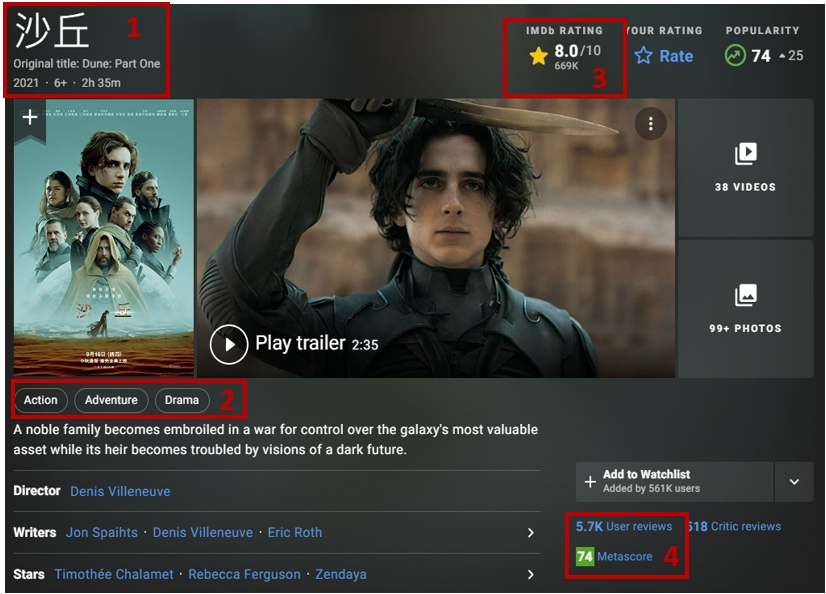 沙丘
1
Original title: Dune: Part One
2021 · 6+ · 2h 35m
IMDb RATING
8.0/10
669K
3
YOUR RATING
Rate
POPULARITY
74 25
38 VIDEOS
99+ PHOTOS
沙 丘
Play trailer 2:35
Action
Adventure
Drama
2
A noble family becomes embroiled in a war for control over the galaxy's most valuable
asset while its heir becomes troubled by visions of a dark future.
Director Denis Villeneuve
Writers Jon Spaihts · Denis Villeneuve · Eric Roth
Stars Timothée Chalamet · Rebecca Ferguson · Zendaya
+ Add to Watchlist
Added by 561K users
5.7K User reviews
518 Critic reviews
74 Metascore
4